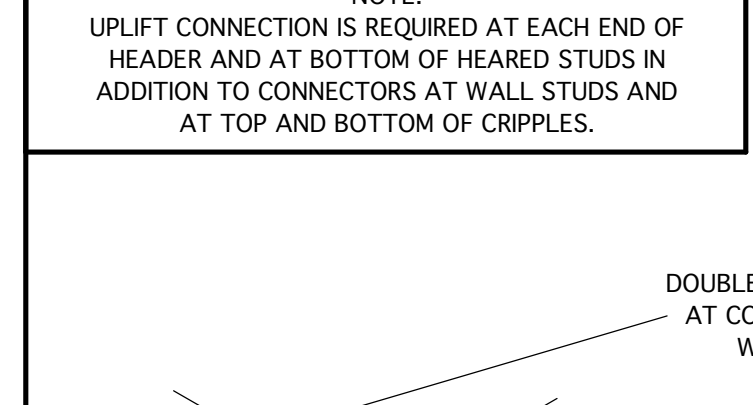 NOTE:
UPLIFT CONNECTION IS REQUIRED AT EACH END OF
HEADER AND AT BOTTOM OF HEARED STUDS IN
ADDITION TO CONNECTORS AT WALL STUDS AND
AT TOP AND BOTTOM OF CRIPPLES.
DOUBLE
AT CO
W